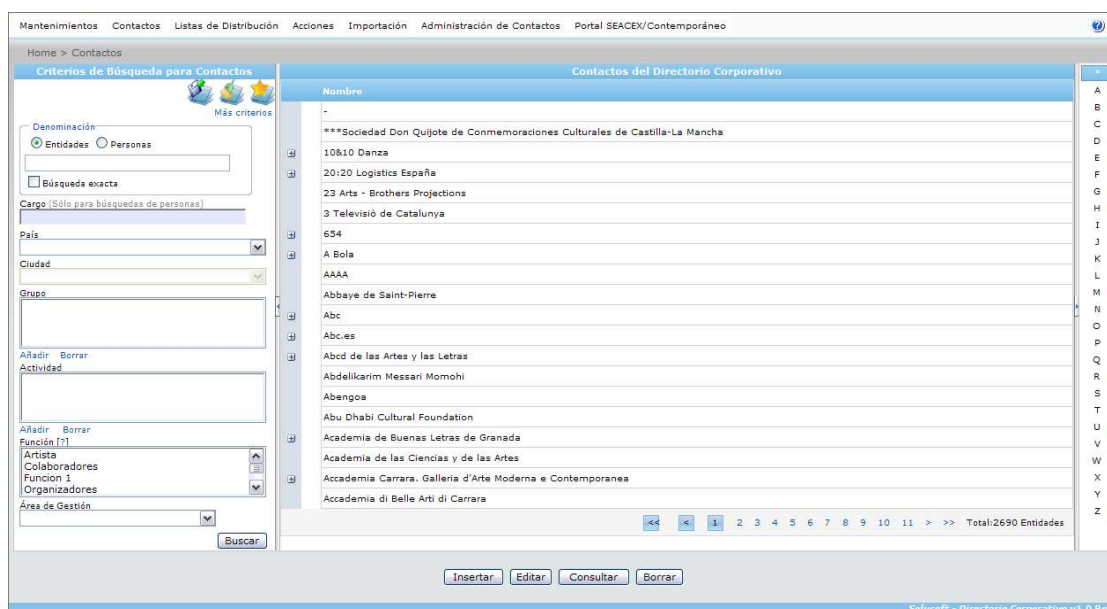 Mantenimientos Contactos Listas de Distribución Acciones Importación Administración de Contactos Portal SEACEX/Contemporáneo
Home > Contactos
Criterios de Búsqueda para Contactos
Más criterios
Denominación
Entidades Personas
Búsqueda exacta
Cargo (Sólo para búsquedas de personas)
País
Ciudad
Grupo
Añadir Borrar
Actividad
Añadir Borrar
Función [?]
Artista
Colaboradores
Funcion 1
Organizadores
Área de Gestión
Buscar
Contactos del Directorio Corporativo
Nombre
-
***Sociedad Don Quijote de Conmemoraciones Culturales de Castilla-La Mancha
10&10 Danza
20:20 Logistics España
23 Arts - Brothers Projections
3 Televisiò de Catalunya
654
A Bola
AAAA
Abbaye de Saint-Pierre
Abc
Abc.es
Abcd de las Artes y las Letras
Abdelikarim Messari Momohi
Abengoa
Abu Dhabi Cultural Foundation
Academia de Buenas Letras de Granada
Academia de las Ciencias y de las Artes
Accademia Carrara. Galleria d'Arte Moderna e Contemporanea
Accademia di Belle Arti di Carrara
<< < 1 2 3 4 5 6 7 8 9 10 11 > >> Total:2690 Entidades
*
A
B
C
D
E
F
G
H
I
J
K
L
M
N
O
P
Q
R
S
T
U
V
W
X
Y
Z
Insertar Editar Consultar Borrar
Solusoft - Directorio Corporativo v1.0 Be